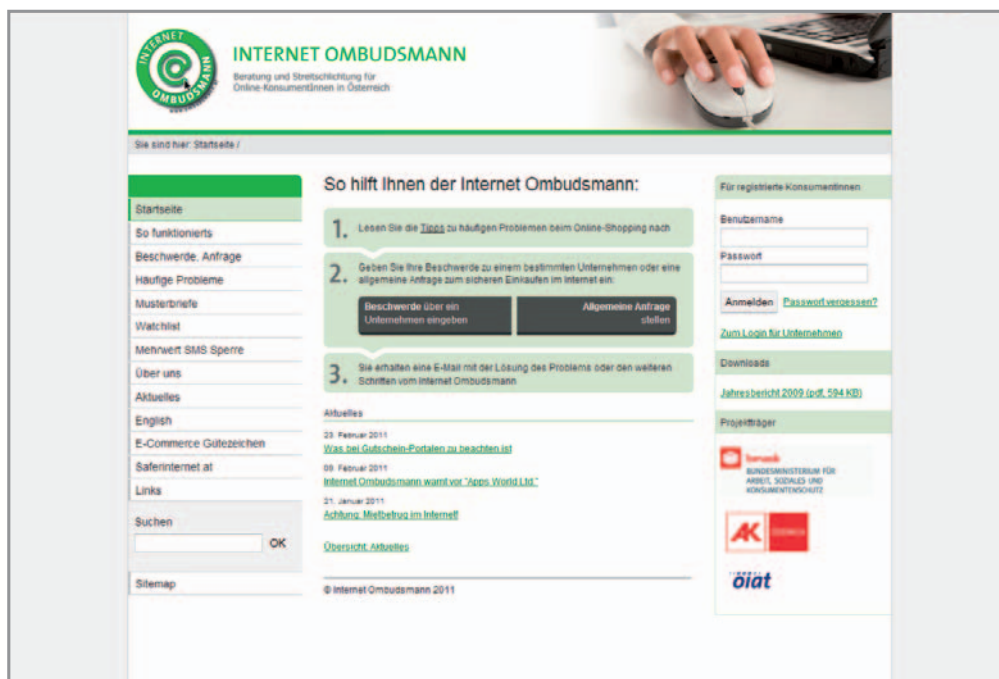 INTERNET OMBUDSMANN
INTERNET OMBUDSMANN
Beratung und Streitschlichtung für
Online-KonsumentInnen in Österreich
Sie sind hier: Startseite /
Startseite
So funktionierts
Beschwerde, Anfrage
Häufige Probleme
Musterbriefe
Watchlist
Mehrwert SMS Sperre
Über uns
Aktuelles
English
E-Commerce Gütezeichen
Saferinternet.at
Links
Suchen
OK
Sitemap
So hilft Ihnen der Internet Ombudsmann:
1. Lesen Sie die Tipps zu häufigen Problemen beim Online-Shopping nach
2. Geben Sie Ihre Beschwerde zu einem bestimmten Unternehmen oder eine
allgemeine Anfrage zum sicheren Einkaufen im Internet ein:
Beschwerde über ein
Unternehmen eingeben
Allgemeine Anfrage
stellen
3. Sie erhalten eine E-Mail mit der Lösung des Problems oder den weiteren
Schritten vom Internet Ombudsmann
Aktuelles
23. Februar 2011
Was bei Gutschein-Portalen zu beachten ist
09. Februar 2011
Internet Ombudsmann warnt vor "Apps World Ltd."
21. Januar 2011
Achtung: Mietbetrug im Internet!
Übersicht: Aktuelles
© Internet Ombudsmann 2011
Für registrierte KonsumentInnen
Benutzername
Passwort
Anmelden Passwort vergessen?
Zum Login für Unternehmen
Downloads
Jahresbericht 2009 (pdf, 594 KB)
Projektträger
bmask
BUNDESMINISTERIUM FÜR
ARBEIT, SOZIALES UND
KONSUMENTENSCHUTZ
AK
öiat